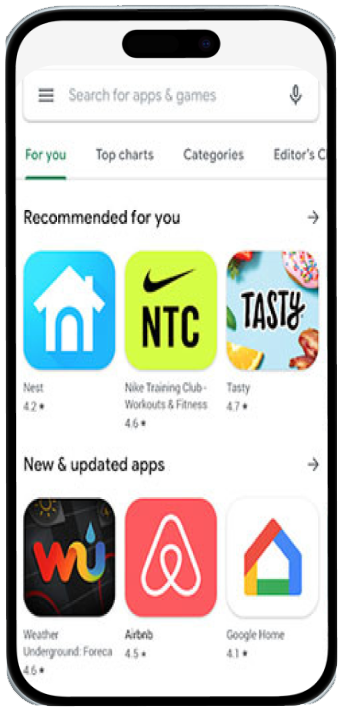 Search for apps & games
For you Top charts Categories Editor's C
Recommended for you
NTC TASTY
Nest Nike Training Club - Tasty
4.2 ★ Workouts & Fitness 4.7 ★
4.6 ★
New & updated apps
WU
Weather Airbnb Google Home
Underground: Foreca 4.5 ★ 4.1 ★
4.6 ★